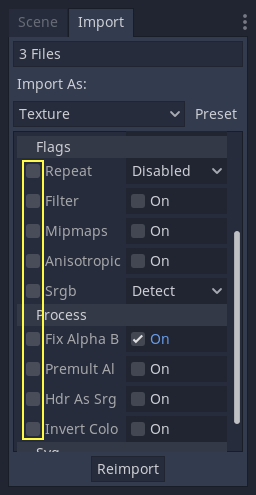 Scene Import
3 Files
Import As:
Texture Preset
Flags
Repeat Disabled
Filter On
Mipmaps On
Anisotropic On
Srgb Detect
Process
Fix Alpha B On
Premult Al On
Hdr As Srg On
Invert Colo On
Svg
Reimport